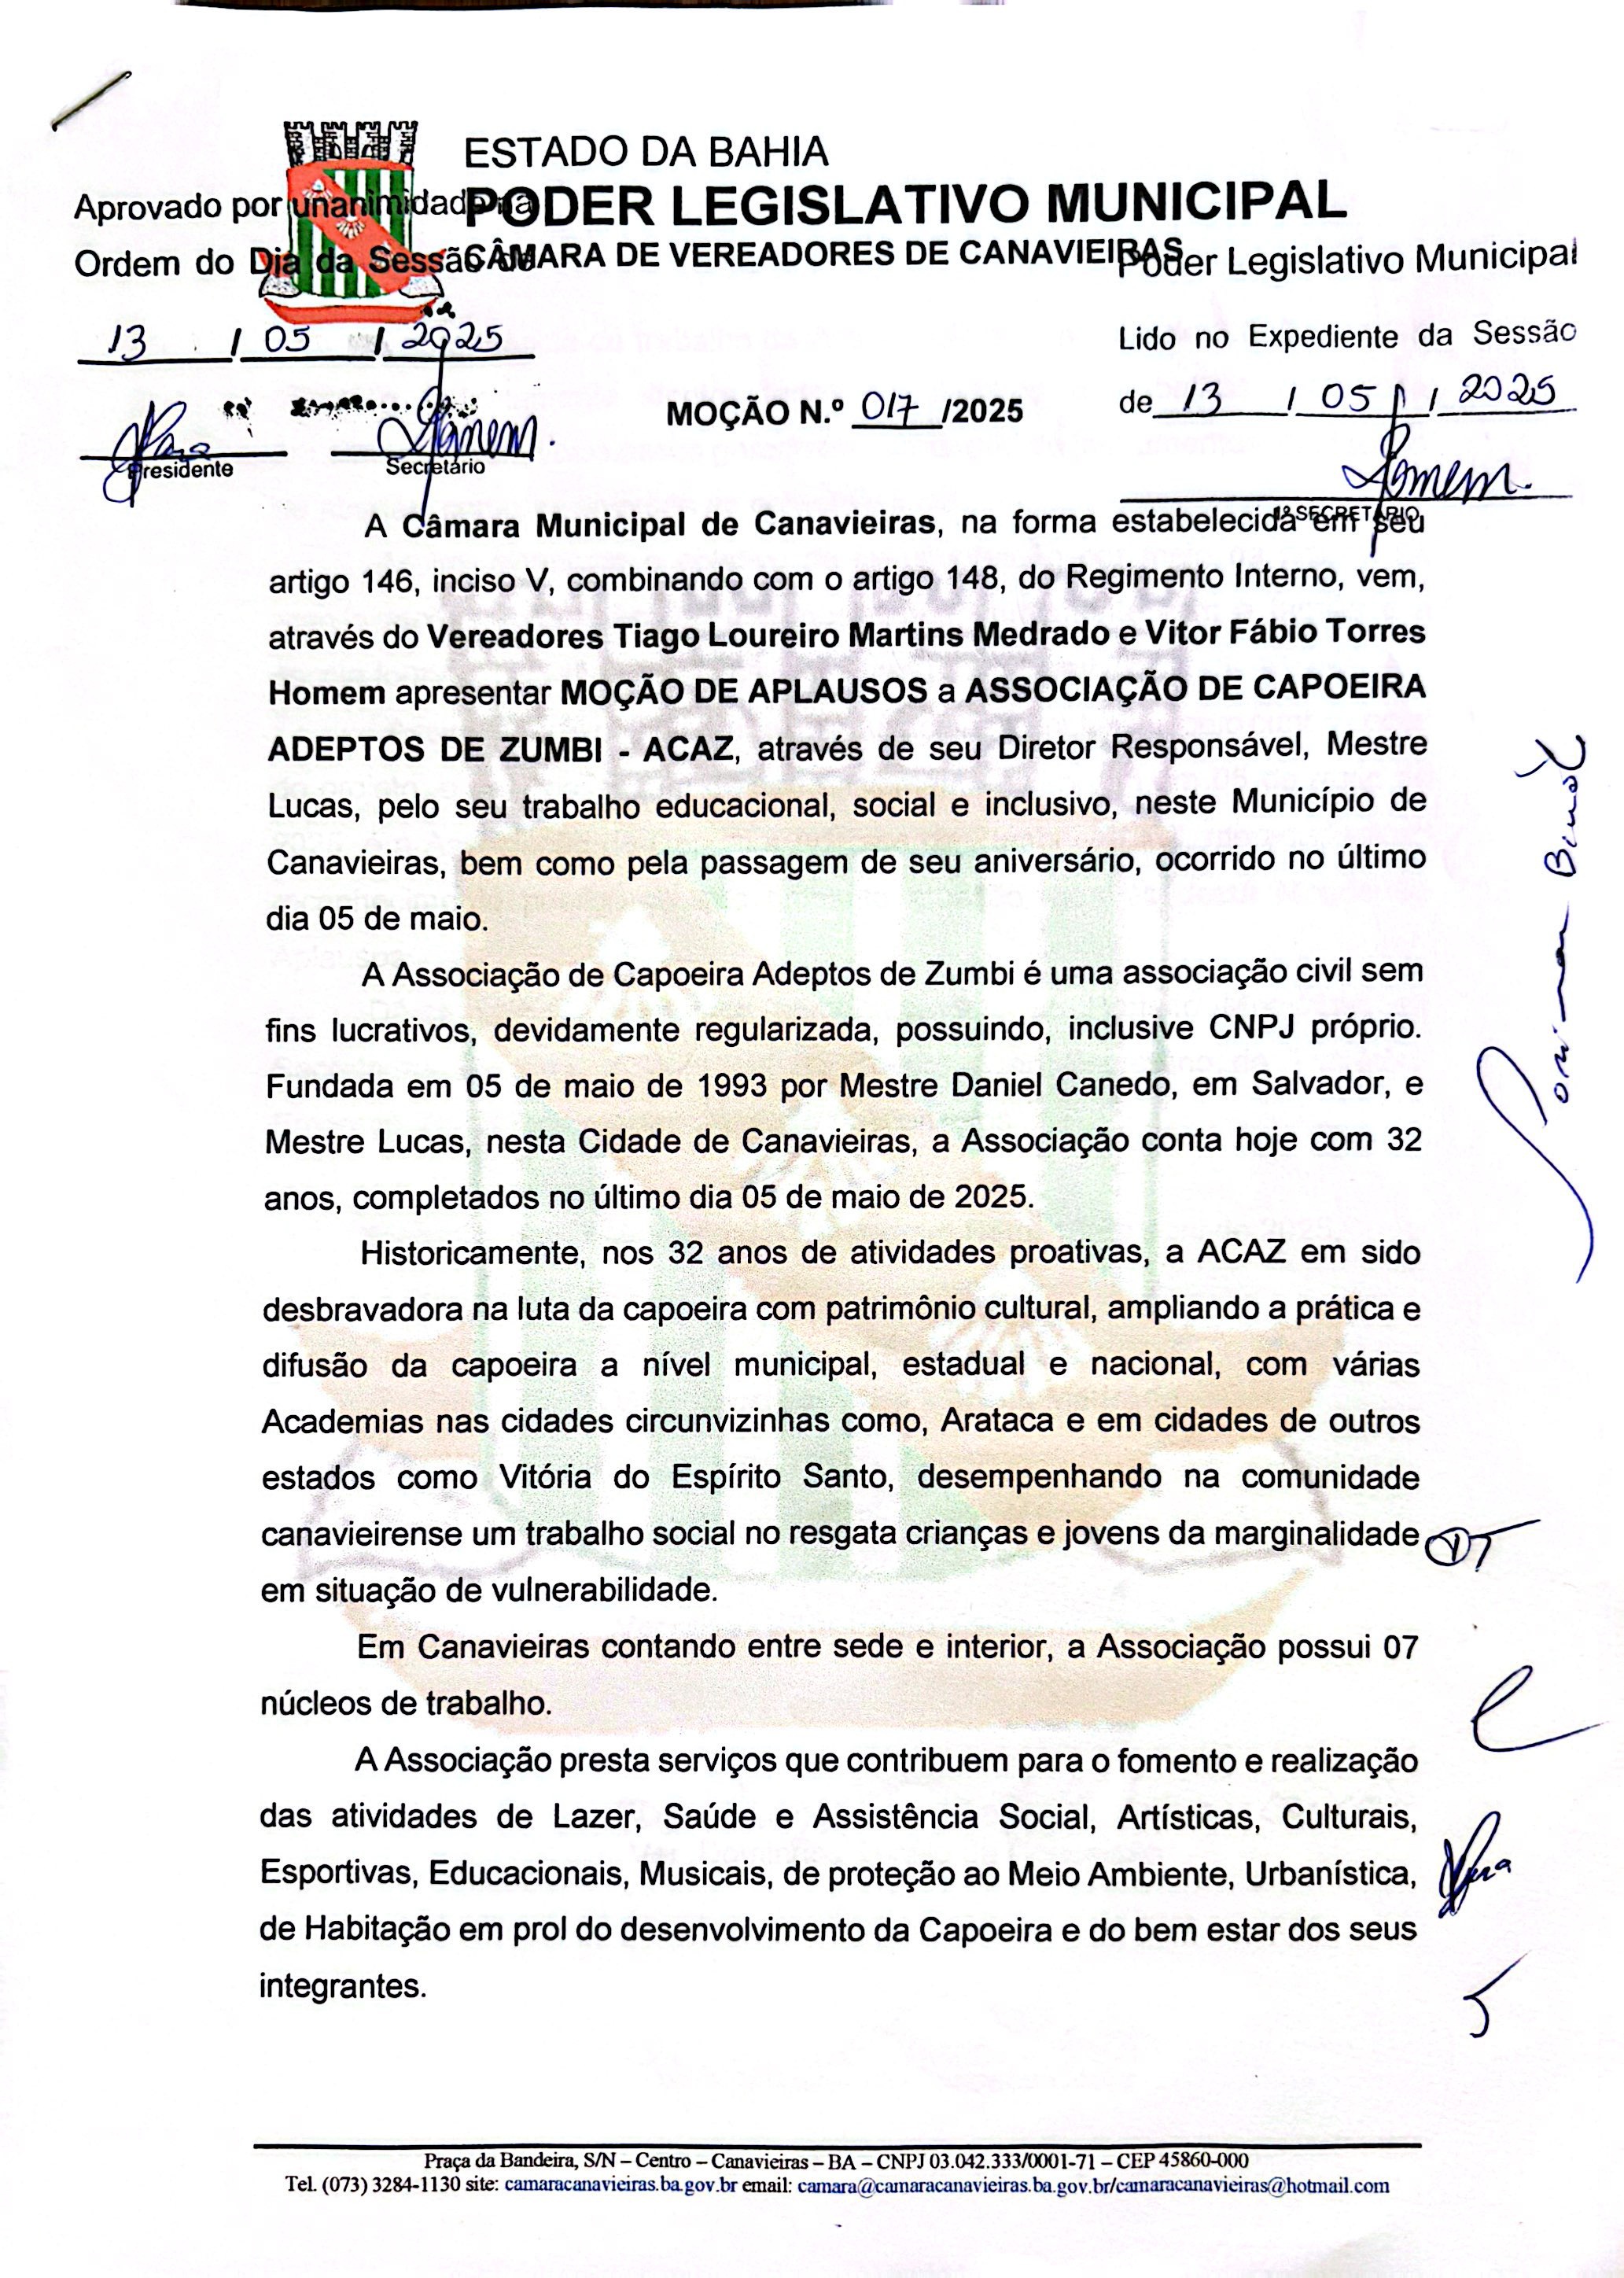 ESTADO DA BAHIA
PODER LEGISLATIVO MUNICIPAL
CÂMARA DE VEREADORES DE CANAVIEIRAS
Aprovado por unanimidade na
Ordem do Dia da Sessão de
13 / 05 / 2025
Presidente
Secretário
Poder Legislativo Municipal
Lido no Expediente da Sessão
de 13 / 05 / 2025
1º SECRETÁRIO
MOÇÃO N.º 017 /2025
A Câmara Municipal de Canavieiras, na forma estabelecida em seu
artigo 146, inciso V, combinando com o artigo 148, do Regimento Interno, vem,
através do Vereadores Tiago Loureiro Martins Medrado e Vitor Fábio Torres
Homem apresentar MOÇÃO DE APLAUSOS a ASSOCIAÇÃO DE CAPOEIRA
ADEPTOS DE ZUMBI - ACAZ, através de seu Diretor Responsável, Mestre
Lucas, pelo seu trabalho educacional, social e inclusivo, neste Município de
Canavieiras, bem como pela passagem de seu aniversário, ocorrido no último
dia 05 de maio.
A Associação de Capoeira Adeptos de Zumbi é uma associação civil sem
fins lucrativos, devidamente regularizada, possuindo, inclusive CNPJ próprio.
Fundada em 05 de maio de 1993 por Mestre Daniel Canedo, em Salvador, e
Mestre Lucas, nesta Cidade de Canavieiras, a Associação conta hoje com 32
anos, completados no último dia 05 de maio de 2025.
Historicamente, nos 32 anos de atividades proativas, a ACAZ em sido
desbravadora na luta da capoeira com patrimônio cultural, ampliando a prática e
difusão da capoeira a nível municipal, estadual e nacional, com várias
Academias nas cidades circunvizinhas como, Arataca e em cidades de outros
estados como Vitória do Espírito Santo, desempenhando na comunidade
canavieirense um trabalho social no resgata crianças e jovens da marginalidade
em situação de vulnerabilidade.
Em Canavieiras contando entre sede e interior, a Associação possui 07
núcleos de trabalho.
A Associação presta serviços que contribuem para o fomento e realização
das atividades de Lazer, Saúde e Assistência Social, Artísticas, Culturais,
Esportivas, Educacionais, Musicais, de proteção ao Meio Ambiente, Urbanística,
de Habitação em prol do desenvolvimento da Capoeira e do bem estar dos seus
integrantes.
Praça da Bandeira, S/N – Centro – Canavieiras – BA – CNPJ 03.042.333/0001-71 – CEP 45860-000
Tel. (073) 3284-1130 site: camaracanavieiras.ba.gov.br email: camara@camaracanavieiras.ba.gov.br/camaracanavieiras@hotmail.com